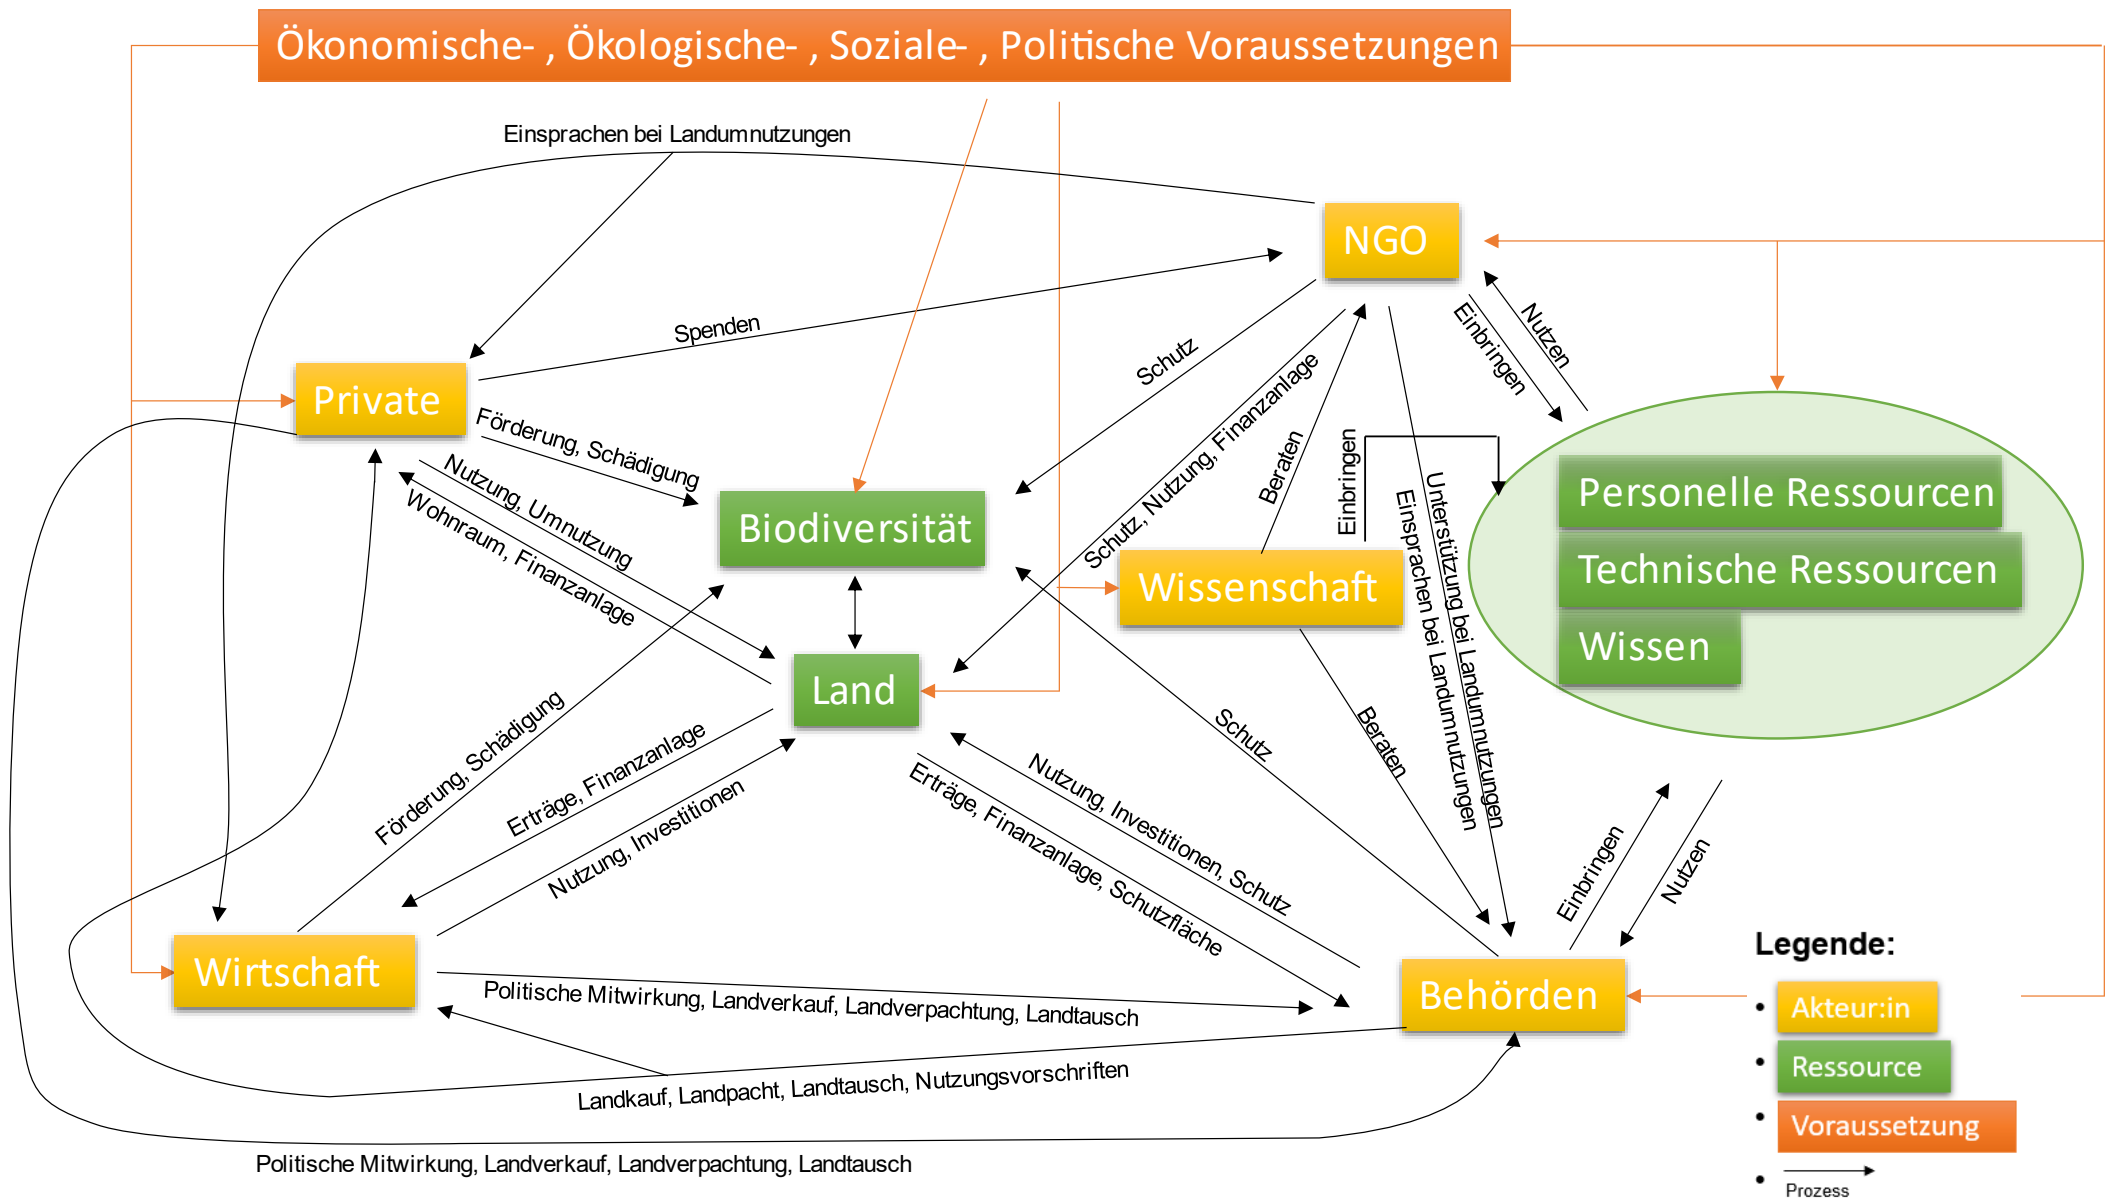 Ökonomische- , Ökologische- , Soziale- , Politische Voraussetzungen
Einsprachen bei Landumnutzungen
NGO
Spenden
Schutz
Einbringen
Nutzen
Private
Förderung, Schädigung
Nutzung, Umnutzung
Wohnraum, Finanzanlage
Schutz, Nutzung, Finanzanlage
Beraten
Einbringen
Unterstützung bei Landumnutzungen
Einsprachen bei Landumnutzungen
Biodiversität
Wissenschaft
Personelle Ressourcen
Technische Ressourcen
Wissen
Land
Förderung, Schädigung
Erträge, Finanzanlage
Nutzung, Investitionen
Schutz
Beraten
Nutzung, Investitionen, Schutz
Erträge, Finanzanlage, Schutzfläche
Einbringen
Nutzen
Wirtschaft
Politische Mitwirkung, Landverkauf, Landverpachtung, Landtausch
Behörden
Landkauf, Landpacht, Landtausch, Nutzungsvorschriften
Politische Mitwirkung, Landverkauf, Landverpachtung, Landtausch
Legende:
• Akteur:in
• Ressource
• Voraussetzung
• Prozess